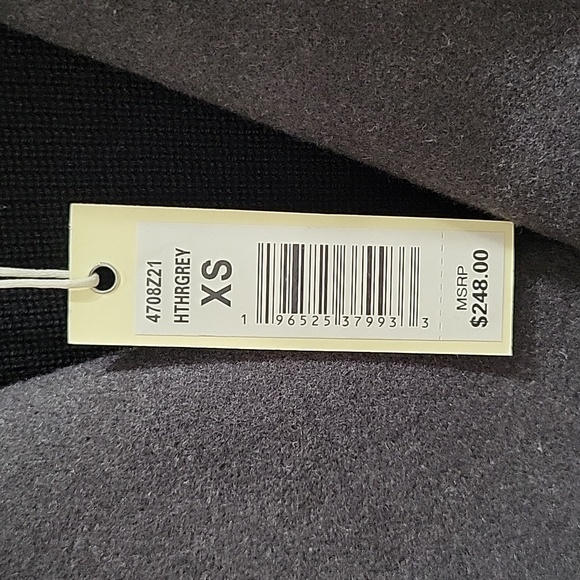 4708Z21
HTHRGREY
XS
1 96525 37993 3
MSRP
$248.00